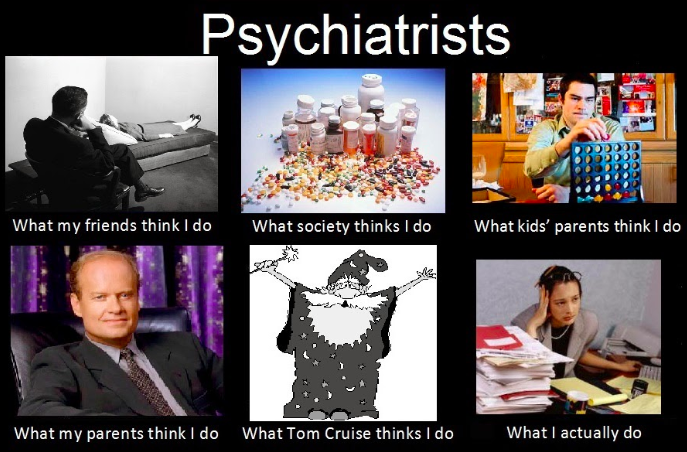 Psychiatrists
What my friends think I do
What society thinks I do
What kids’ parents think I do
What my parents think I do
What Tom Cruise thinks I do
What I actually do